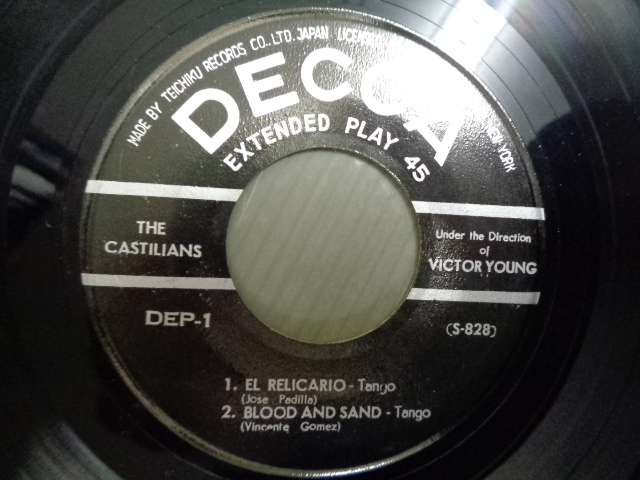 MADE BY TEICHIKU RECORDS CO., LTD. JAPAN LICENSED
NEW YORK
DECCA
EXTENDED PLAY 45
THE
CASTILIANS
Under the Direction
of
VICTOR YOUNG
DEP-1
(S-828)
1. EL RELICARIO - Tango
(Jose Padilla)
2. BLOOD AND SAND - Tango
(Vincente Gomez)